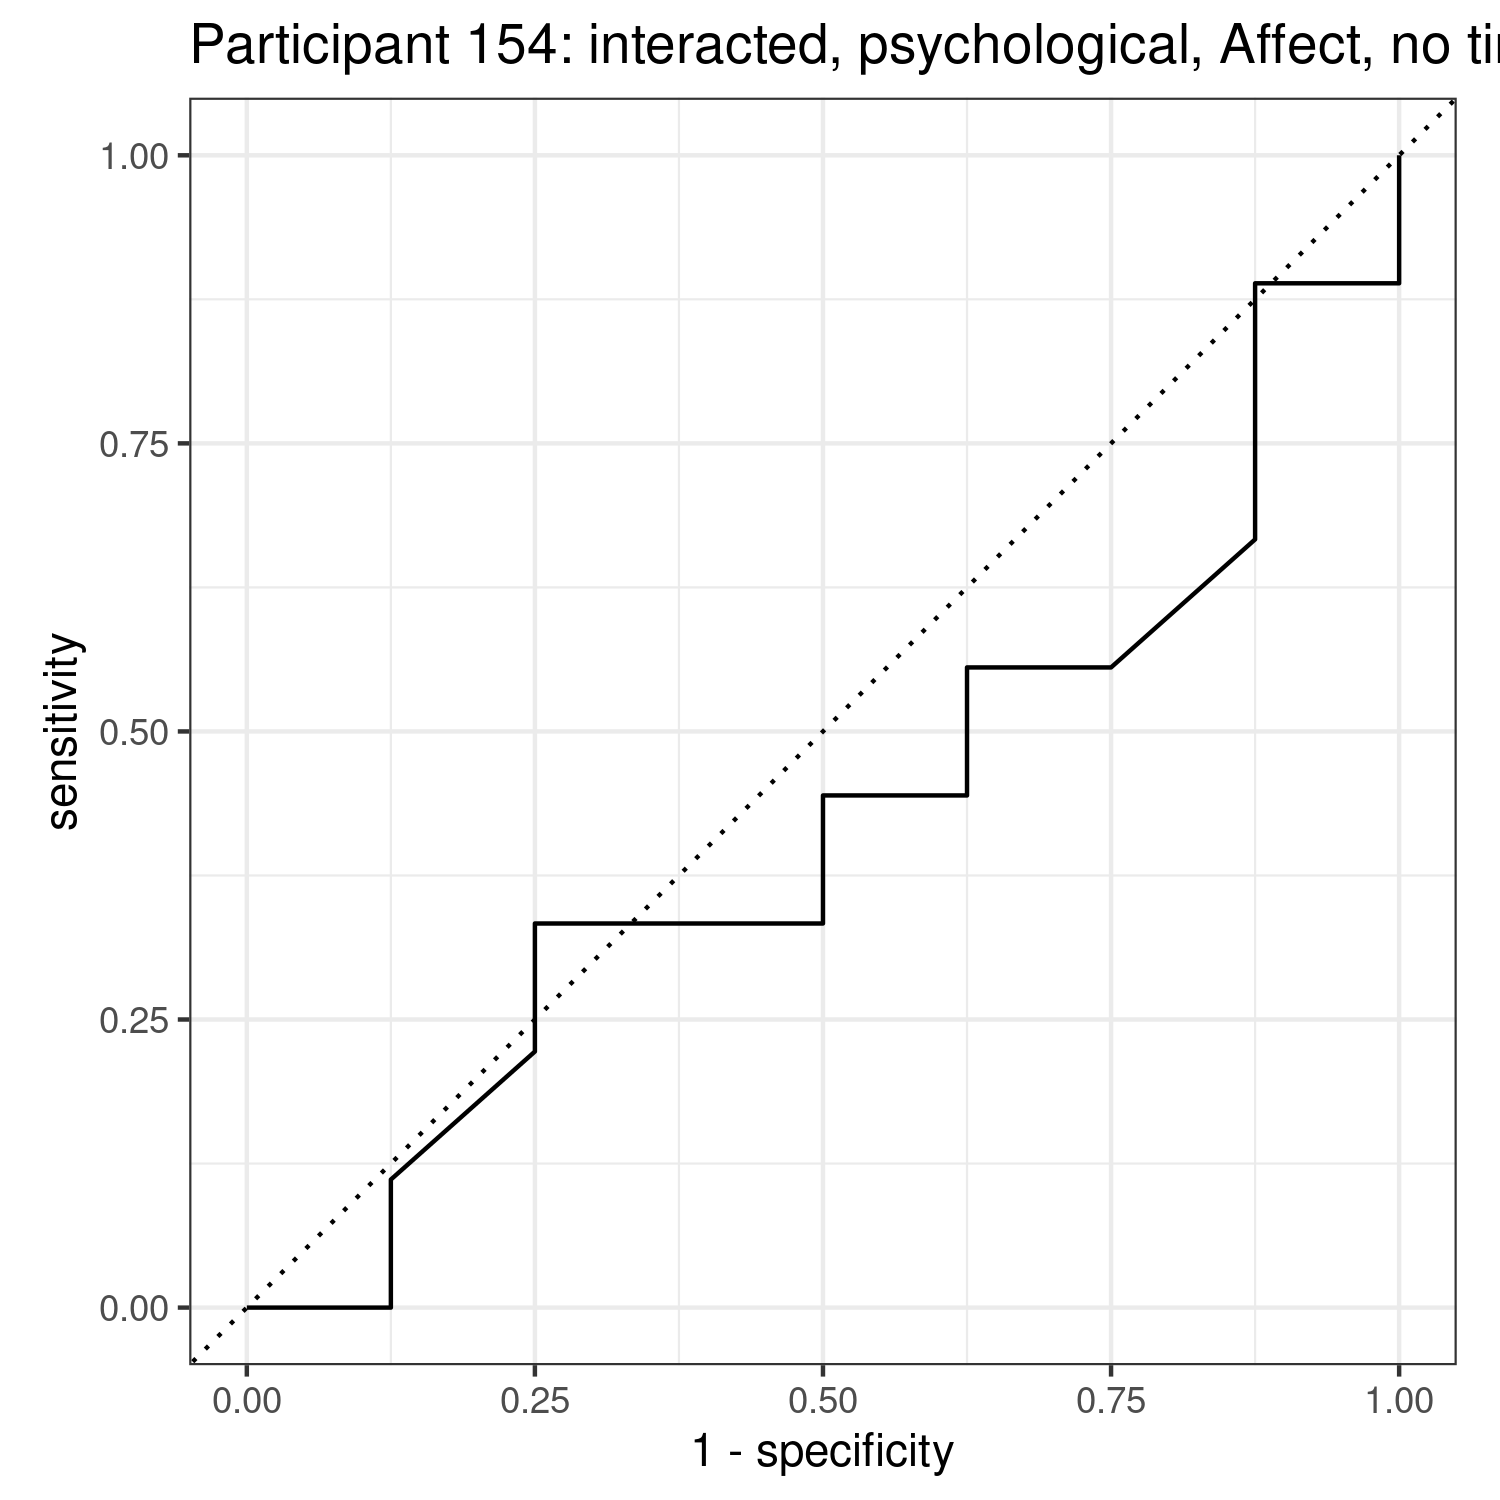 Participant 154: interacted, psychological, Affect, no
1.00
0.75
0.50
0.25
0.00
sensitivity
0.00 0.25 0.50 0.75 1.00
1 - specificity